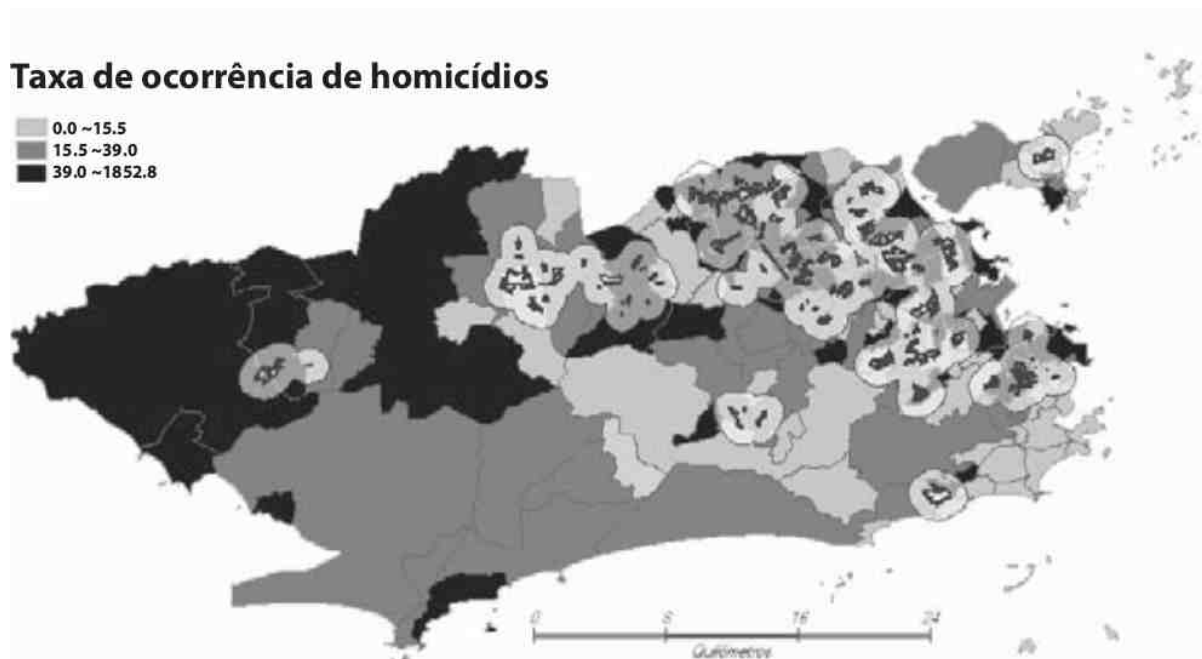 Taxa de ocorrência de homicídios
0.0 ~15.5
15.5 ~39.0
39.0 ~1852.8
0 8 16 24
Quilómetros